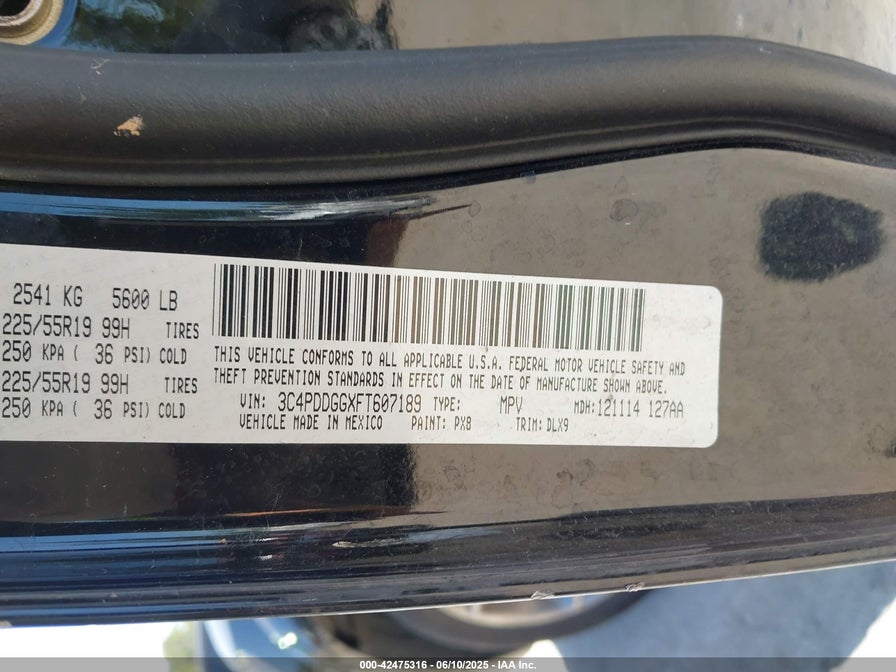 2541 KG 5600 LB
225/55R19 99H TIRES
250 KPA ( 36 PSI) COLD
225/55R19 99H TIRES
250 KPA ( 36 PSI) COLD
THIS VEHICLE CONFORMS TO ALL APPLICABLE U.S.A. FEDERAL MOTOR VEHICLE SAFETY AND
THEFT PREVENTION STANDARDS IN EFFECT ON THE DATE OF MANUFACTURE SHOWN ABOVE.
VIN: 3C4PDDGGXFT607189 TYPE: MPV MDH:121114 127AA
VEHICLE MADE IN MEXICO PAINT: PX8 TRIM: DLX9
000-42475316 - 06/10/2025 - IAA Inc.